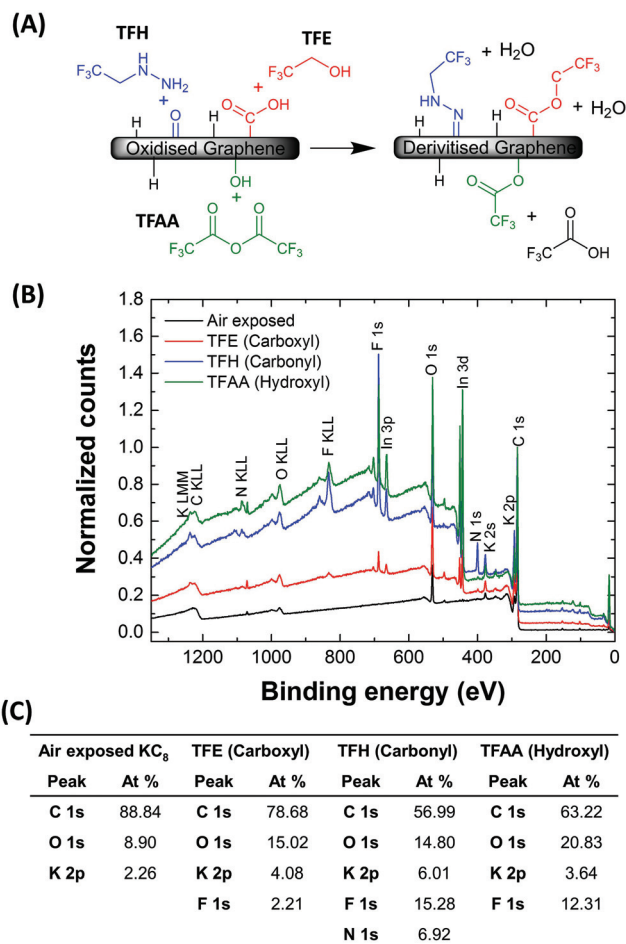 (A)
TFH
TFE
F₃C
H
N
NH₂
+
O
F₃C
OH
+
O
C
OH
H
H
H
Oxidised Graphene
OH
+
TFAA
O
O
F₃C
O
CF₃
CF₃
+ H₂O
HN
N
CF₃
C
O
O
C
+ H₂O
H
H
H
Derivitised Graphene
O
O
CF₃
+
O
F₃C
OH
(B)
Normalized counts
1.8
1.6
1.4
1.2
1.0
0.8
0.6
0.4
0.2
0.0
Air exposed
TFE (Carboxyl)
TFH (Carbonyl)
TFAA (Hydroxyl)
K LMM
C KLL
N KLL
O KLL
F KLL
F 1s
In 3p
O 1s
In 3d
N 1s
K 2s
K 2p
C 1s
1200 1000 800 600 400 200 0
Binding energy (eV)
(C)
Air exposed KC₈ TFE (Carboxyl) TFH (Carbonyl) TFAA (Hydroxyl)
Peak At % Peak At % Peak At % Peak At %
C 1s 88.84 C 1s 78.68 C 1s 56.99 C 1s 63.22
O 1s 8.90 O 1s 15.02 O 1s 14.80 O 1s 20.83
K 2p 2.26 K 2p 4.08 K 2p 6.01 K 2p 3.64
F 1s 2.21 F 1s 15.28 F 1s 12.31
N 1s 6.92